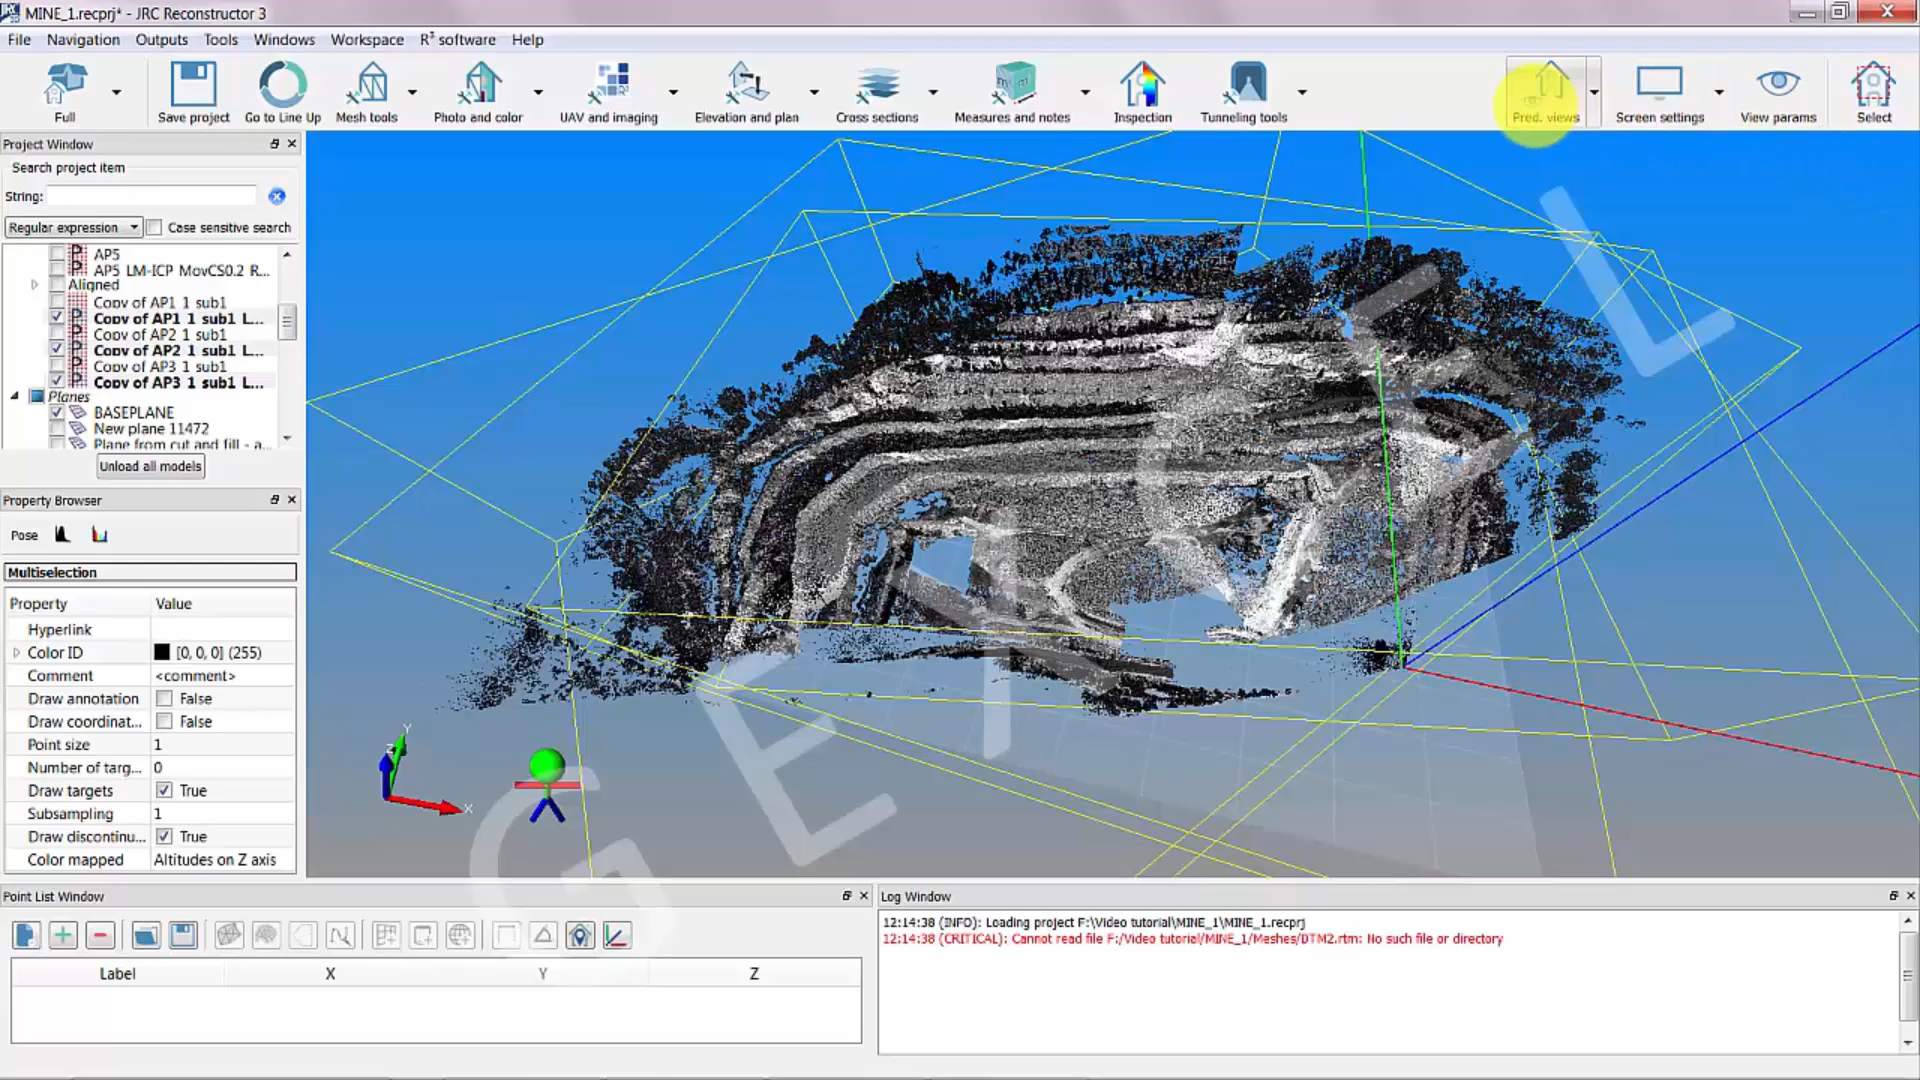 MINE_1.recprj* - JRC Reconstructor 3
File Navigation Outputs Tools Windows Workspace R³ software Help
Full Save project Go to Line Up Mesh tools Photo and color UAV and imaging Elevation and plan Cross sections Measures and notes Inspection Tunneling tools Pred. views Screen settings View params Select
Project Window
Search project item
String:
Regular expression Case sensitive search
AP5
AP5 LM-ICP MovCS0.2 R...
Aligned
Copy of AP1 1 sub1
Copy of AP1 1 sub1 L...
Copy of AP2 1 sub1
Copy of AP2 1 sub1 L...
Copy of AP3 1 sub1
Copy of AP3 1 sub1 L...
Planes
BASEPLANE
New plane 11472
Plane from cut and fill - a...
Unload all models
Property Browser
Pose
Multiselection
Property Value
Hyperlink
Color ID [0, 0, 0] (255)
Comment <comment>
Draw annotation False
Draw coordinat... False
Point size 1
Number of targ... 0
Draw targets True
Subsampling 1
Draw discontinu... True
Color mapped Altitudes on Z axis
Z Y X
GEXCEL
Point List Window
Label X Y Z
Log Window
12:14:38 (INFO): Loading project F:\Video tutorial\MINE_1\MINE_1.recprj
12:14:38 (CRITICAL): Cannot read file F:/Video tutorial/MINE_1/Meshes/DTM2.rtm: No such file or directory